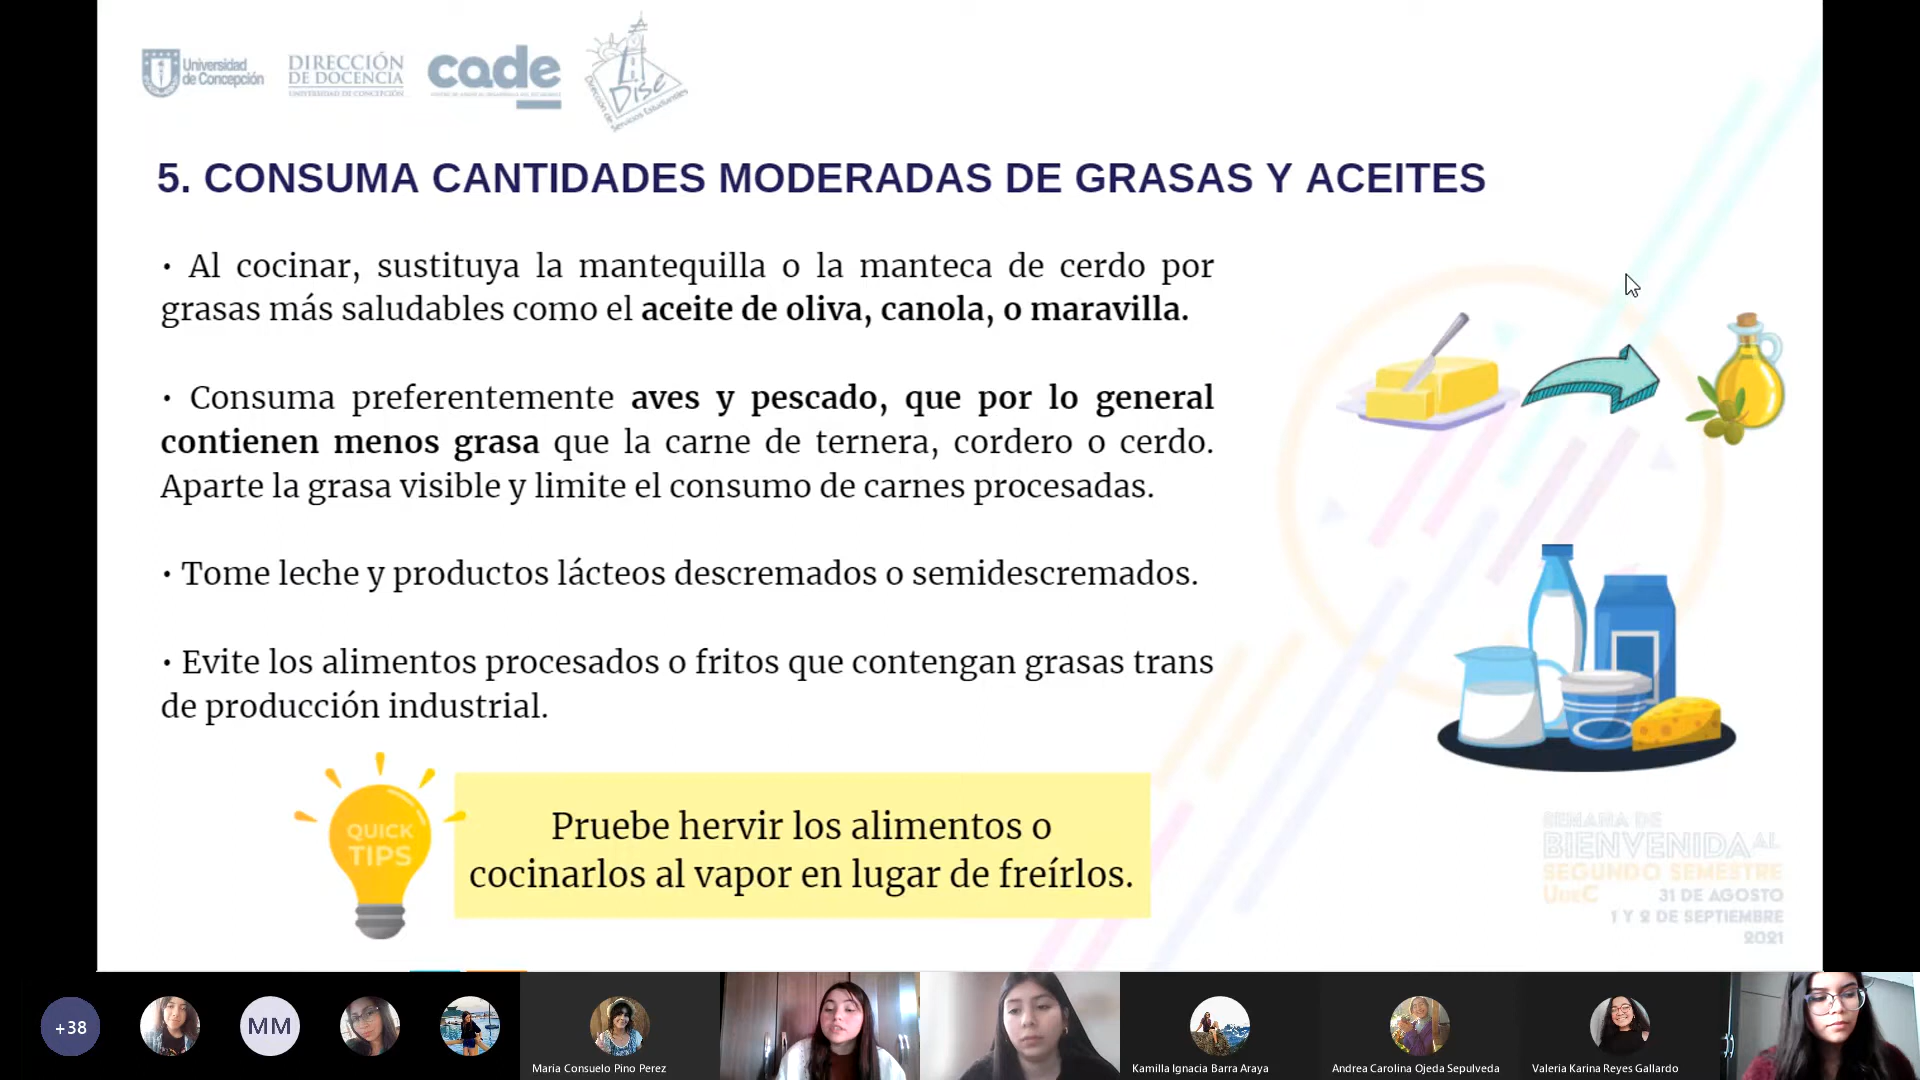 Universidad
de Concepción
DIRECCIÓN
DE DOCENCIA
UNIVERSIDAD DE CONCEPCIÓN
cade
Dise
Dirección de Servicios Estudiantiles
5. CONSUMA CANTIDADES MODERADAS DE GRASAS Y ACEITES
• Al cocinar, sustituya la mantequilla o la manteca de cerdo por
grasas más saludables como el aceite de oliva, canola, o maravilla.
• Consuma preferentemente aves y pescado, que por lo general
contienen menos grasa que la carne de ternera, cordero o cerdo.
Aparte la grasa visible y limite el consumo de carnes procesadas.
• Tome leche y productos lácteos descremados o semidescremados.
• Evite los alimentos procesados o fritos que contengan grasas trans
de producción industrial.
QUICK
TIPS
Pruebe hervir los alimentos o
cocinarlos al vapor en lugar de freírlos.
SEMANA DE
BIENVENIDA AL
SEGUNDO SEMESTRE
UdeC 31 DE AGOSTO
1 Y 2 DE SEPTIEMBRE
2021
+38
MM
Maria Consuelo Pino Perez
Kamilla Ignacia Barra Araya
Andrea Carolina Ojeda Sepulveda
Valeria Karina Reyes Gallardo